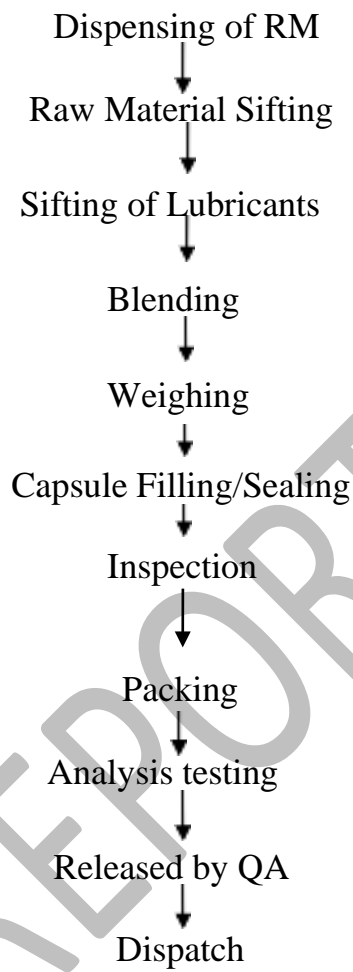 Dispensing of RM
Raw Material Sifting
Sifting of Lubricants
Blending
Weighing
Capsule Filling/Sealing
Inspection
Packing
Analysis testing
Released by QA
Dispatch